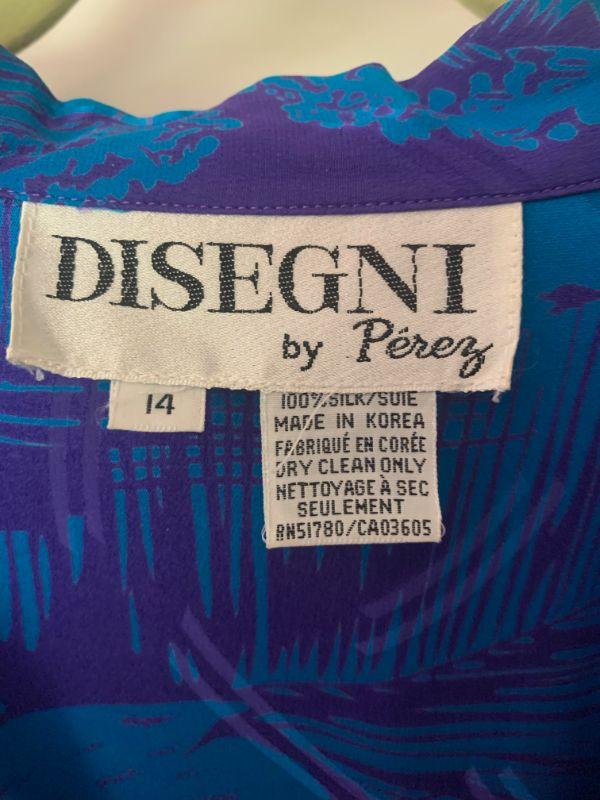 DISEGNI
by Pérez
14
100% SILK/SOIE
MADE IN KOREA
FABRIQUÉ EN CORÉE
DRY CLEAN ONLY
NETTOYAGE À SEC
SEULEMENT
RN51780/CA03605